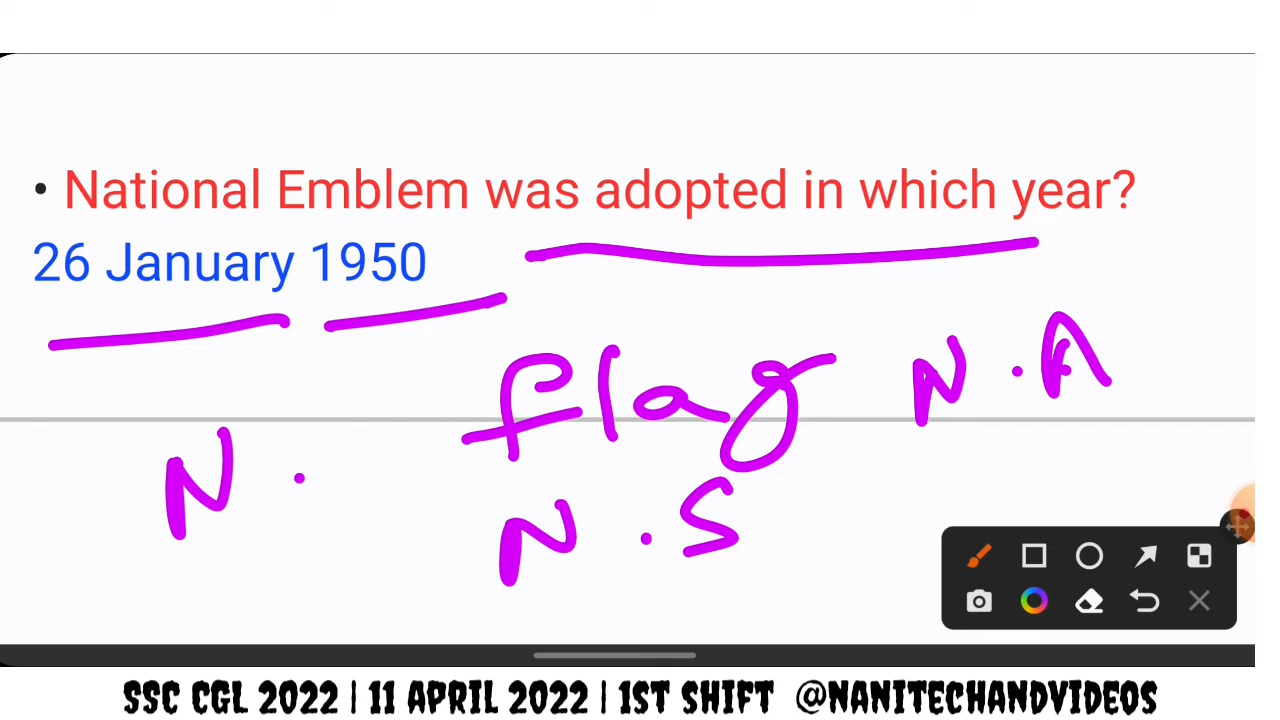 • National Emblem was adopted in which year?
26 January 1950
flag N.A
N.
N.S
SSC CGL 2022 | 11 APRIL 2022 | 1ST SHIFT @NANITECHANDVIDEOS